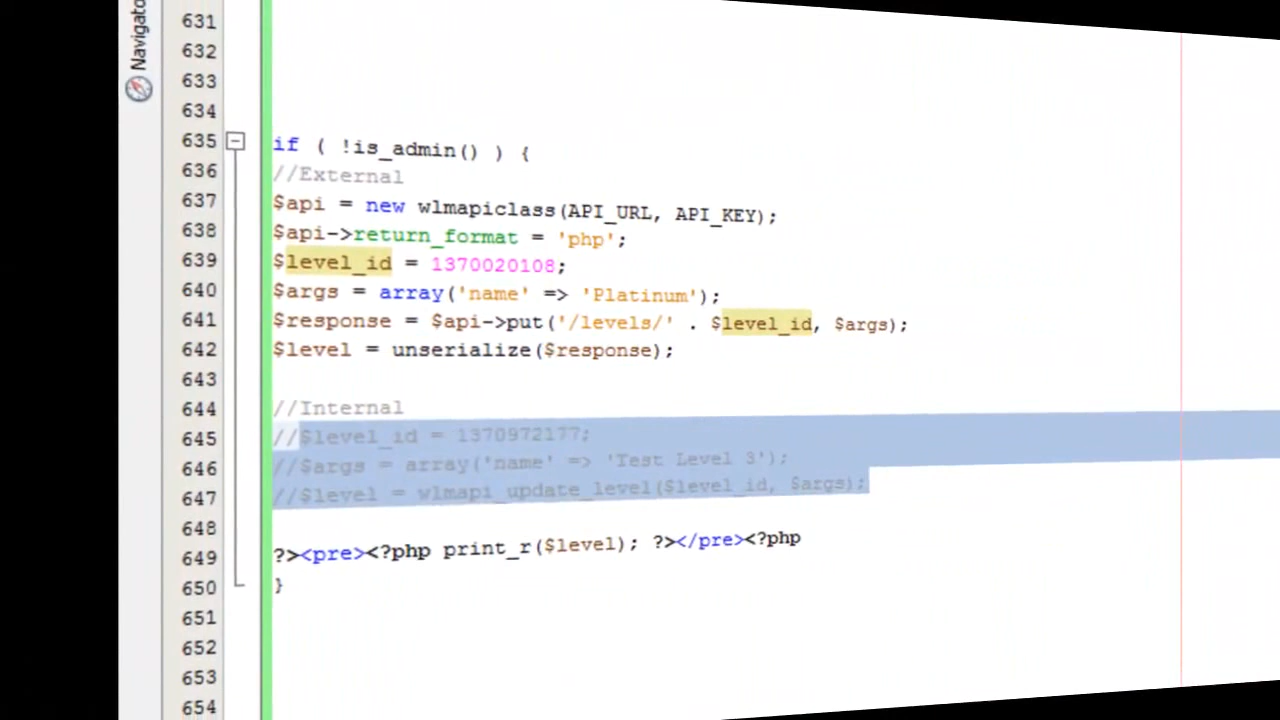 Navigato
631
632
633
634
635 if ( !is_admin() ) {
636 //External
637 $api = new wlmapiclass(API_URL, API_KEY);
638 $api->return_format = 'php';
639 $level_id = 1370020108;
640 $args = array('name' => 'Platinum');
641 $response = $api->put('/levels/' . $level_id, $args);
642 $level = unserialize($response);
643
644 //Internal
645 //$level_id = 1370972177;
646 //$args = array('name' => 'Test Level 3');
647 //$level = wlmapi_update_level($level_id, $args);
648
649 ?><pre><?php print_r($level); ?></pre><?php
650 }
651
652
653
654